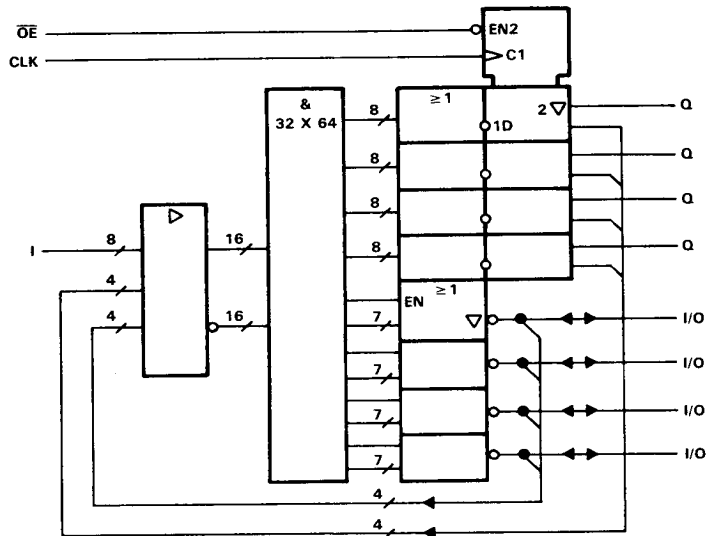 OE EN2
CLK C1
&
32 X 64
8 ≥ 1 2 ▽ Q
1D
8 Q
8 Q
I 8 16 8 Q
4 EN ≥ 1
4 16 7 ▽ I/O
7 I/O
7 I/O
7 I/O
4
4